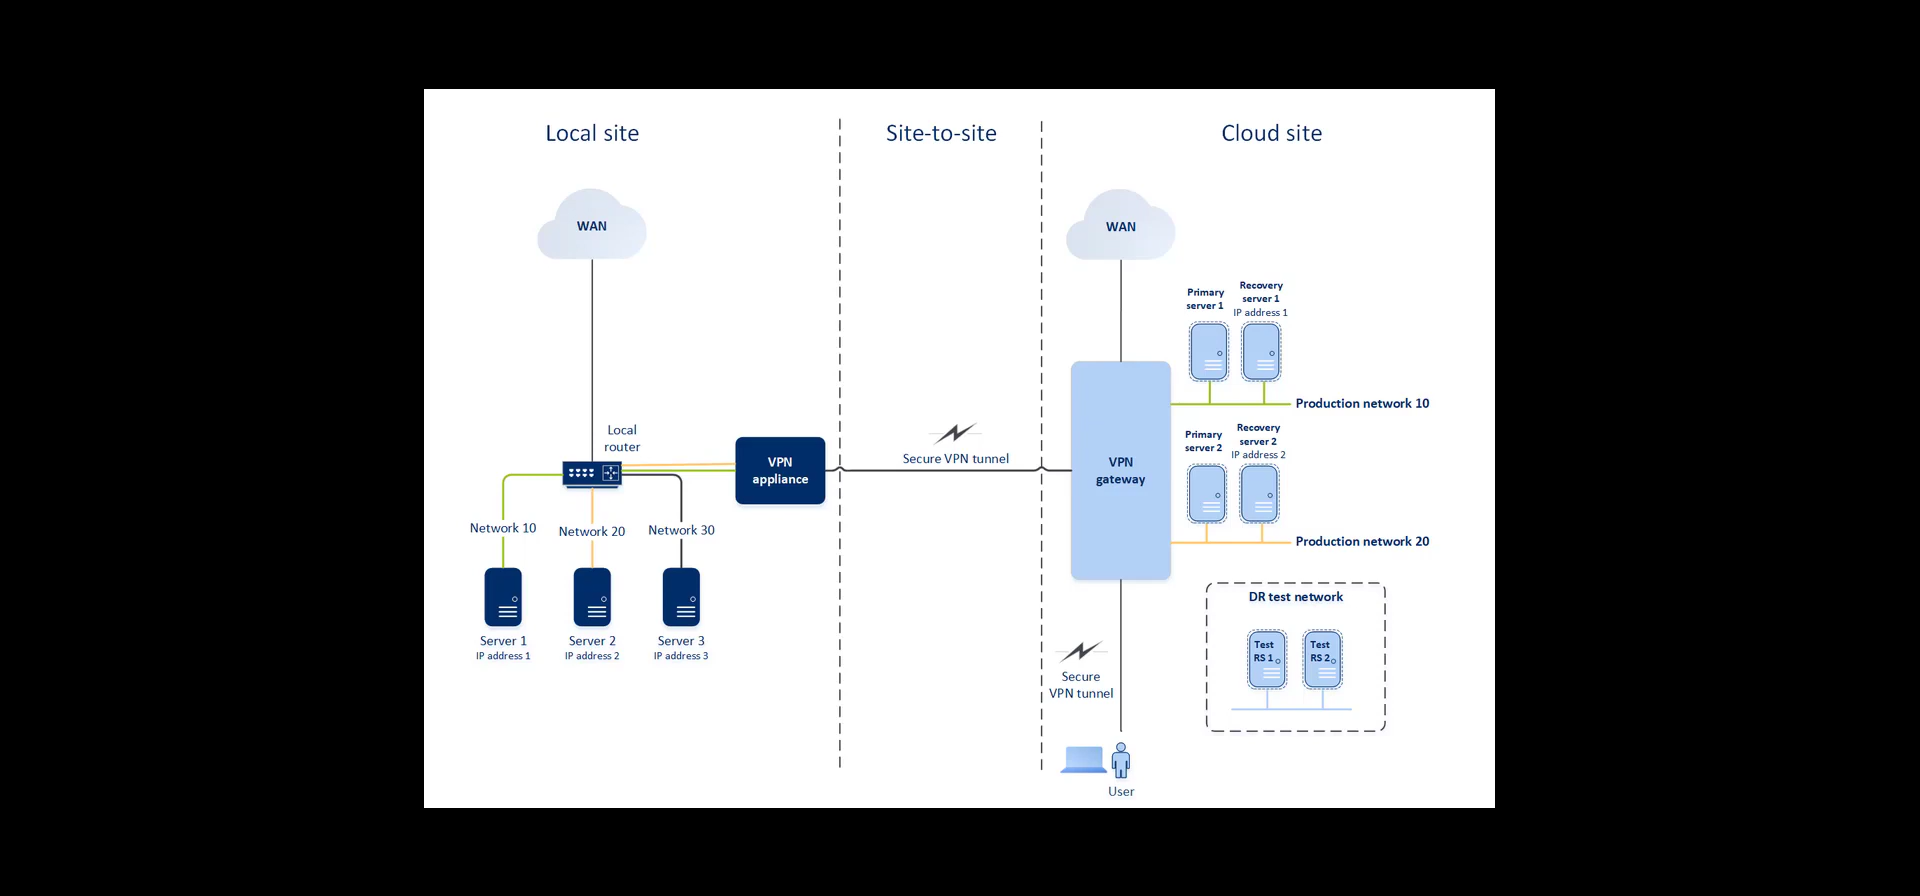 Local site
Site-to-site
Cloud site
WAN
WAN
Primary
server 1
Recovery
server 1
IP address 1
Production network 10
Local
router
VPN
appliance
Secure VPN tunnel
VPN
gateway
Primary
server 2
Recovery
server 2
IP address 2
Production network 20
Network 10
Network 20
Network 30
Server 1
IP address 1
Server 2
IP address 2
Server 3
IP address 3
DR test network
Test
RS 1
Test
RS 2
Secure
VPN tunnel
User